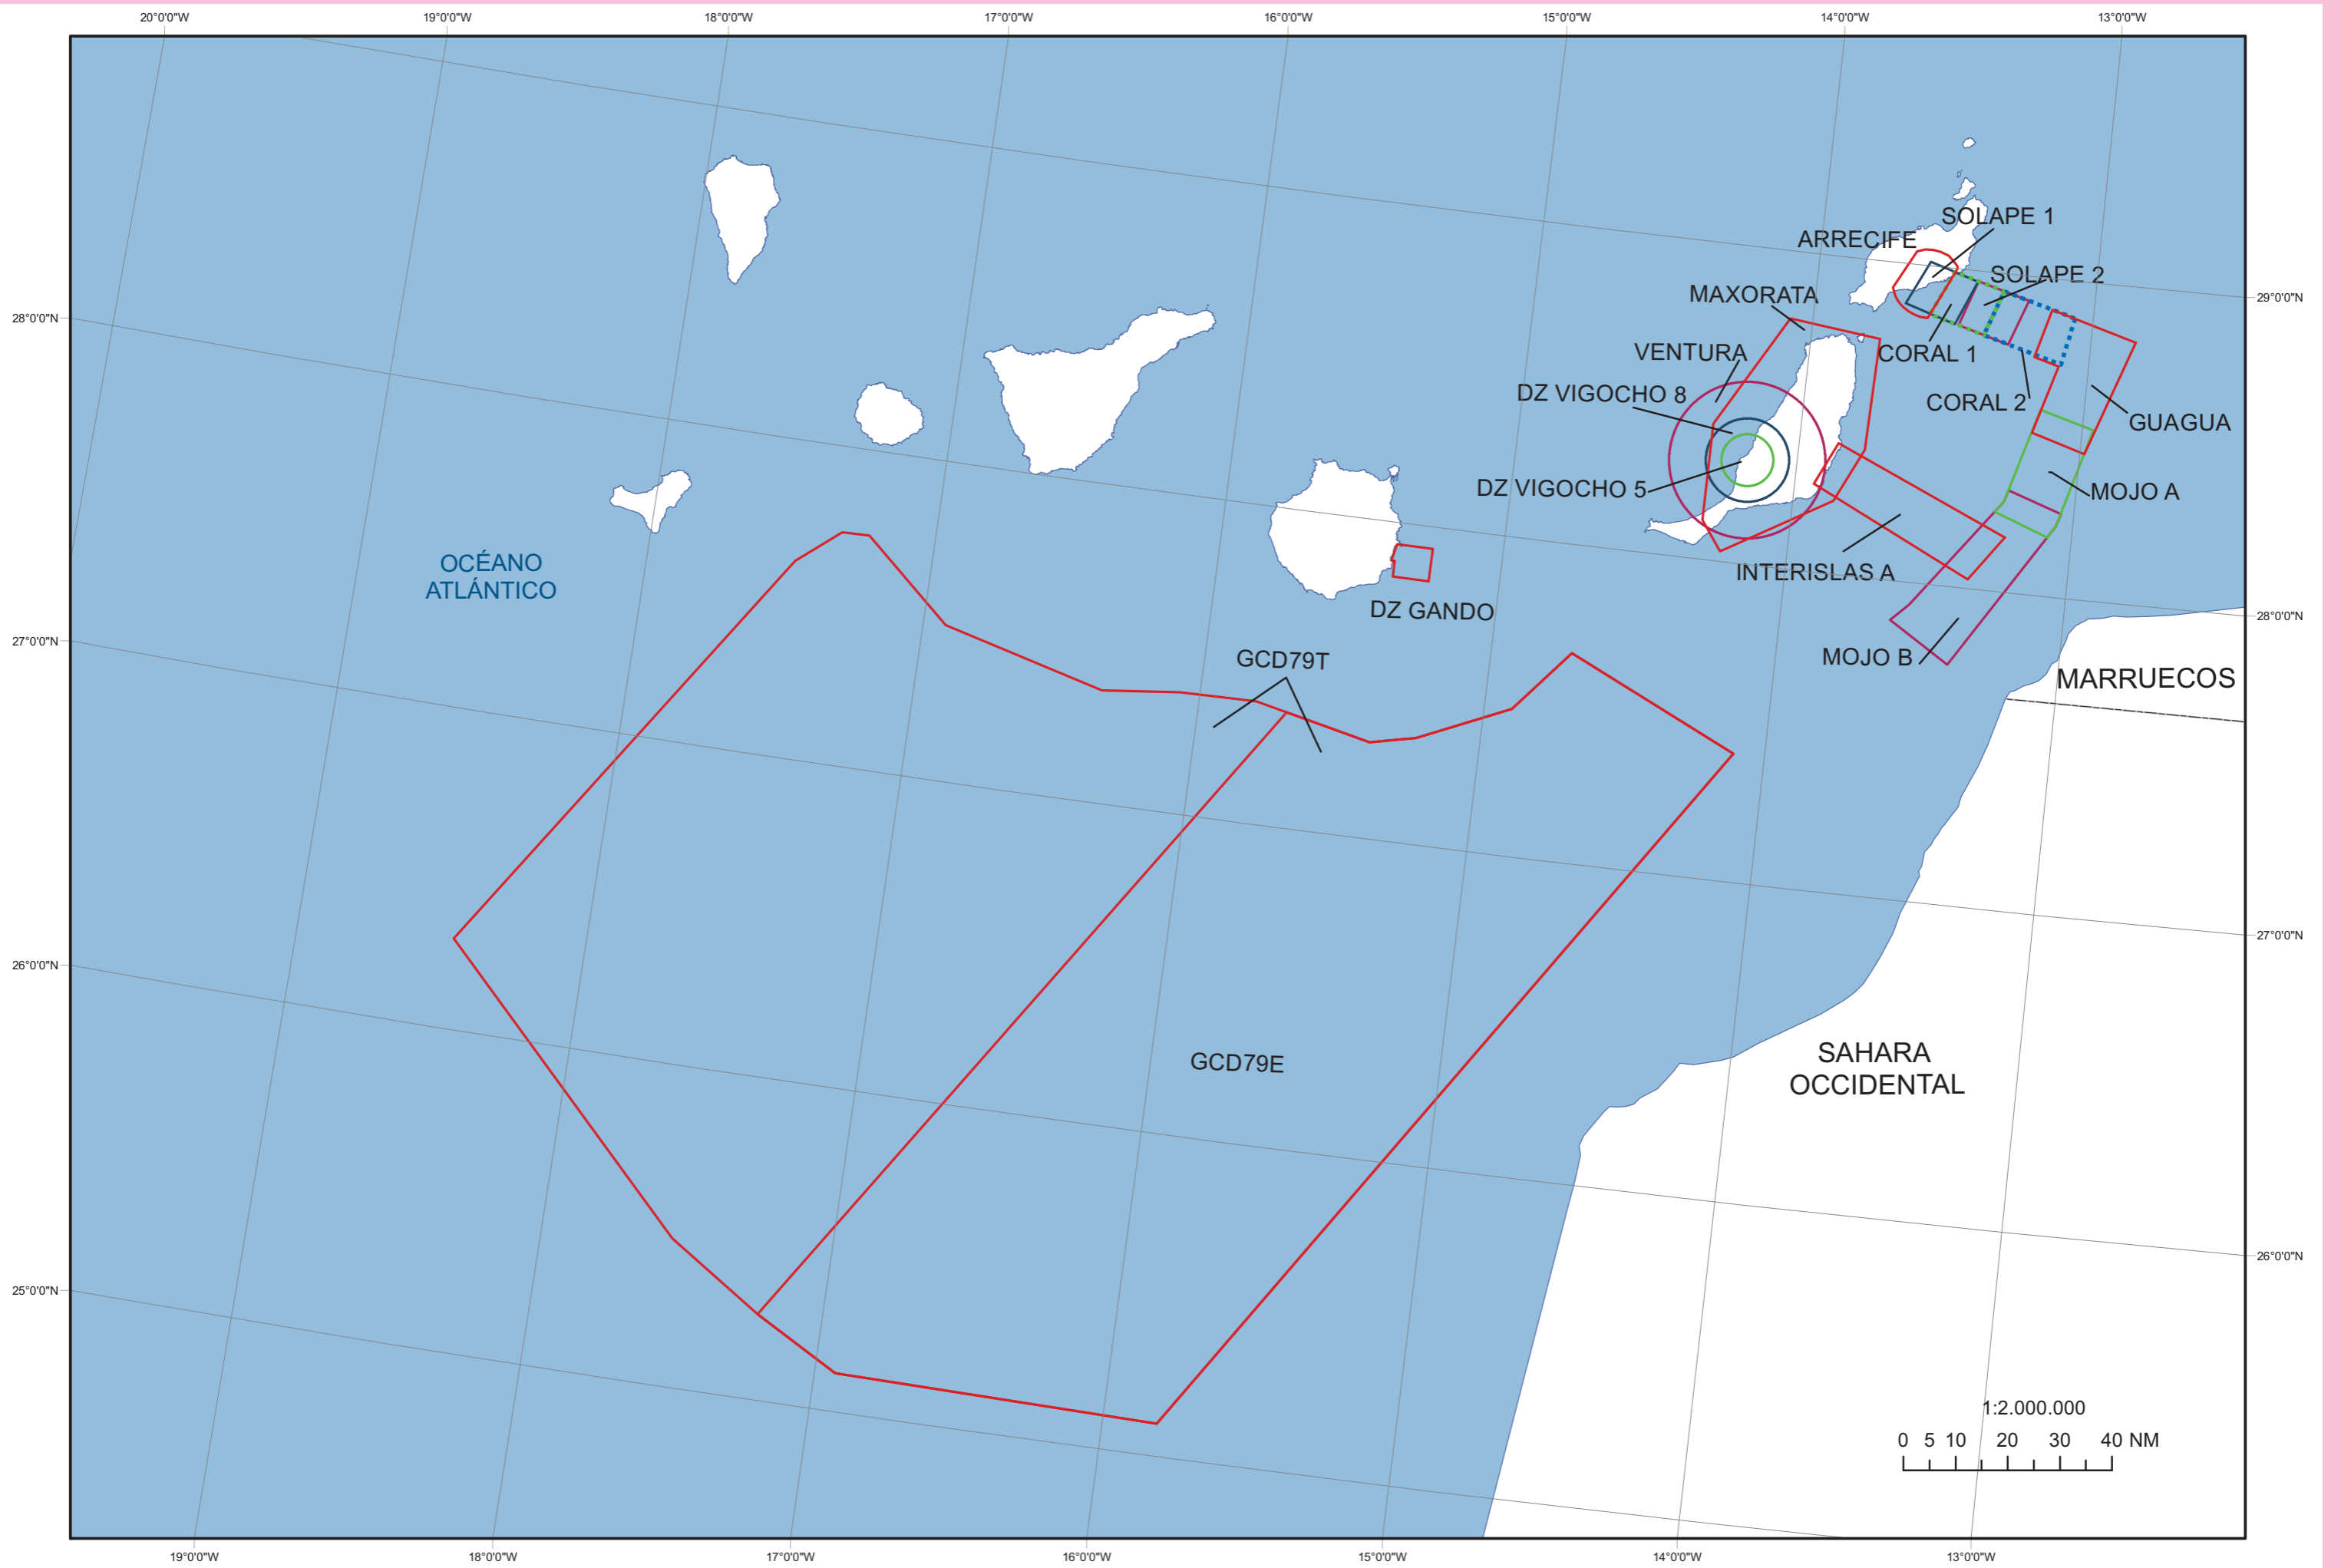 20°0'0"W
19°0'0"W
18°0'0"W
17°0'0"W
16°0'0"W
15°0'0"W
14°0'0"W
13°0'0"W
SOLAPE 1
ARRECIFE
SOLAPE 2
MAXORATA
29°0'0"N
28°0'0"N
VENTURA
CORAL 1
DZ VIGOCHO 8
CORAL 2
GUAGUA
DZ VIGOCHO 5
MOJO A
OCÉANO
ATLÁNTICO
INTERISLAS A
DZ GANDO
28°0'0"N
27°0'0"N
GCD79T
MOJO B
MARRUECOS
27°0'0"N
26°0'0"N
SAHARA
OCCIDENTAL
GCD79E
26°0'0"N
25°0'0"N
1:2.000.000
0 5 10 20 30 40 NM
19°0'0"W
18°0'0"W
17°0'0"W
16°0'0"W
15°0'0"W
14°0'0"W
13°0'0"W